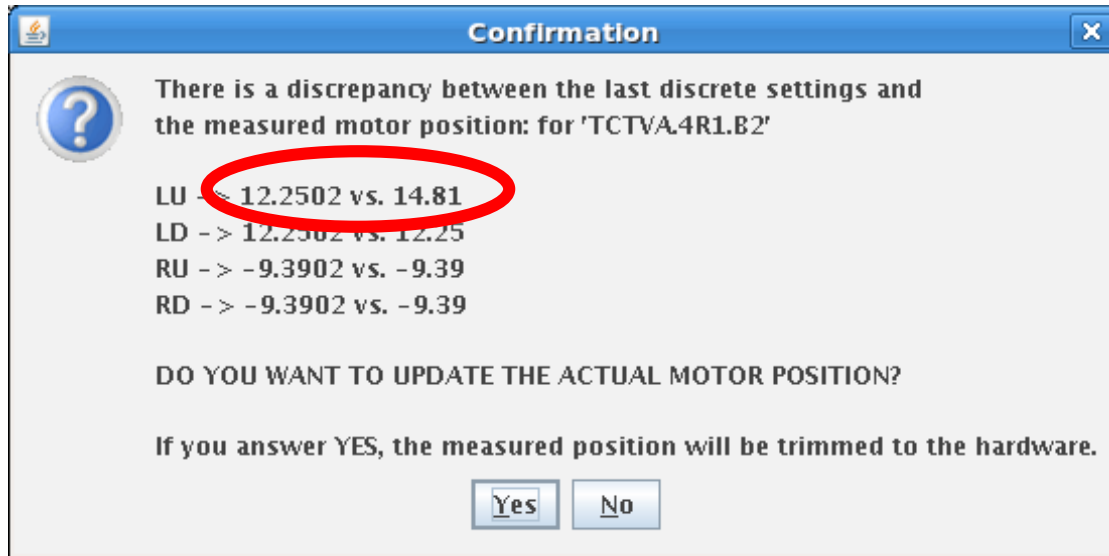 Confirmation
There is a discrepancy between the last discrete settings and
the measured motor position: for 'TCTVA.4R1.B2'
LU -> 12.2502 vs. 14.81
LD -> 12.2502 vs. 12.25
RU -> -9.3902 vs. -9.39
RD -> -9.3902 vs. -9.39
DO YOU WANT TO UPDATE THE ACTUAL MOTOR POSITION?
If you answer YES, the measured position will be trimmed to the hardware.
Yes No